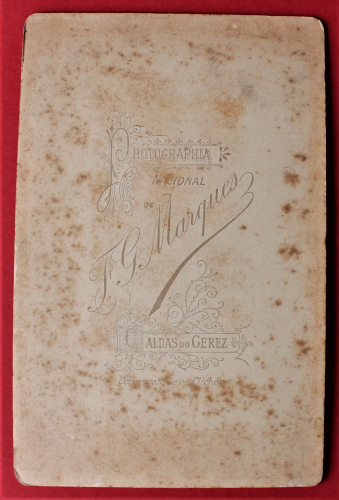 PHOTOGRAPHIA
NACIONAL
DE
F. G. Marques
CALDAS DO GEREZ